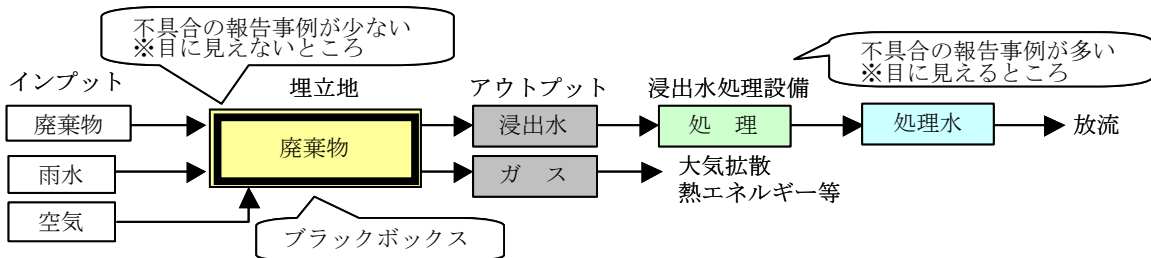 不具合の報告事例が少ない
※目に見えないところ
不具合の報告事例が多い
※目に見えるところ
インプット
埋立地
アウトプット
浸出水処理設備
廃棄物
廃棄物
浸出水
処 理
処理水
放流
雨水
ガ ス
大気拡散
熱エネルギー等
空気
ブラックボックス